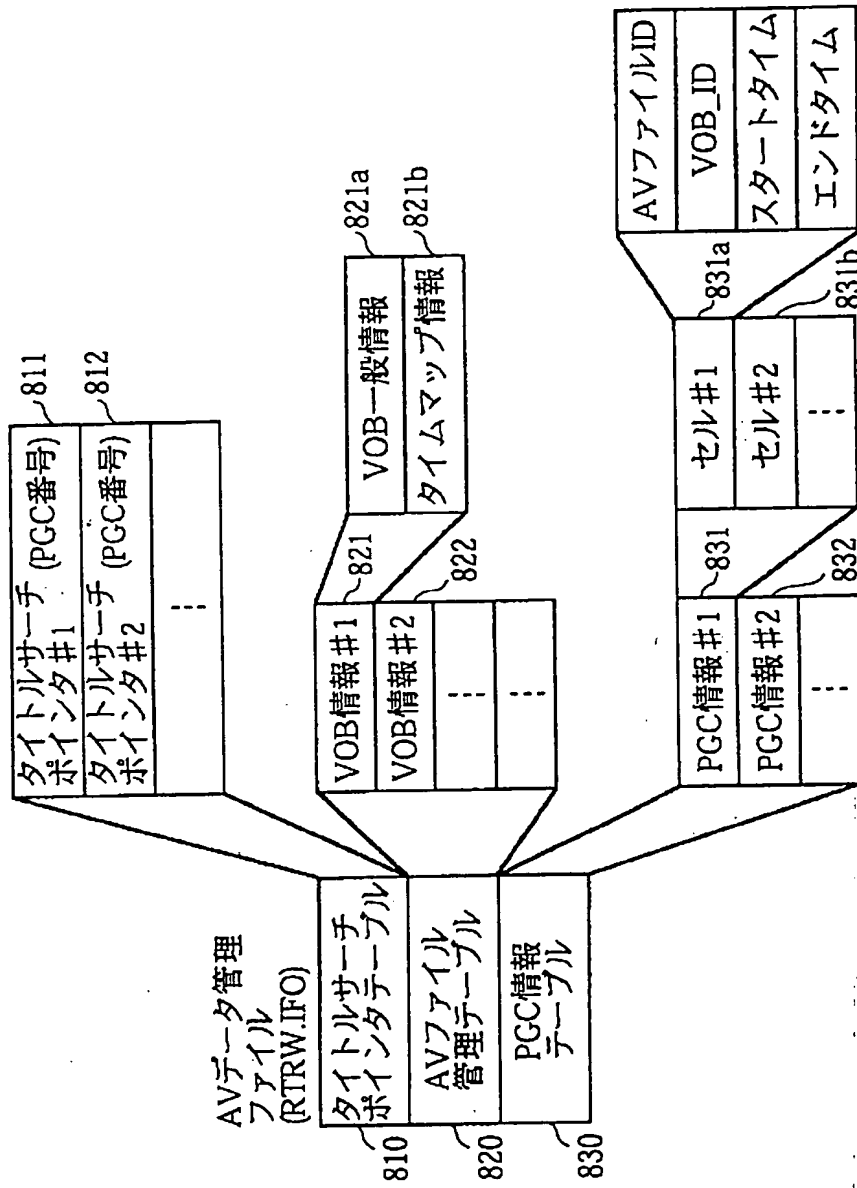 AVデータ管理
ファイル
(RTRW.IFO)
タイトルサーチ
ポインタテーブル
810
AVファイル
管理テーブル
820
PGC情報
テーブル
830
タイトルサーチ
ポインタ#1 (PGC番号)
811
タイトルサーチ
ポインタ#2 (PGC番号)
812
VOB情報#1
821
VOB情報#2
822
VOB一般情報
821a
タイムマップ情報
821b
PGC情報#1
831
PGC情報#2
832
セル#1
831a
セル#2
831b
AVファイルID
VOB_ID
スタートタイム
エンドタイム